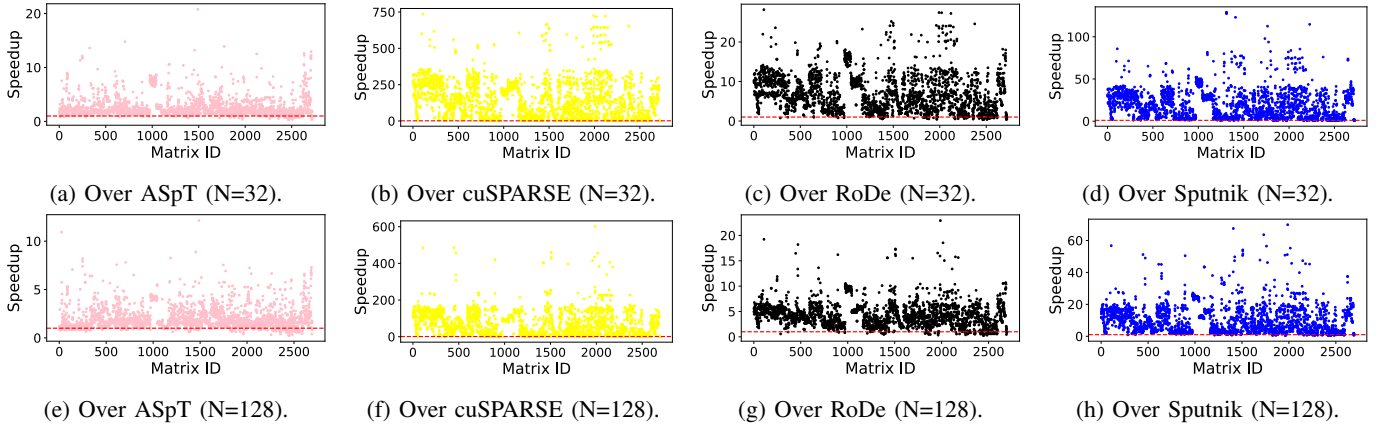 Speedup
20
10
0
0 500 1000 1500 2000 2500
Matrix ID
(a) Over ASpT (N=32).
Speedup
750
500
250
0
0 500 1000 1500 2000 2500
Matrix ID
(b) Over cuSPARSE (N=32).
Speedup
20
10
0
0 500 1000 1500 2000 2500
Matrix ID
(c) Over RoDe (N=32).
Speedup
100
50
0
0 500 1000 1500 2000 2500
Matrix ID
(d) Over Sputnik (N=32).
Speedup
10
5
0
0 500 1000 1500 2000 2500
Matrix ID
(e) Over ASpT (N=128).
Speedup
600
400
200
0
0 500 1000 1500 2000 2500
Matrix ID
(f) Over cuSPARSE (N=128).
Speedup
20
15
10
5
0
0 500 1000 1500 2000 2500
Matrix ID
(g) Over RoDe (N=128).
Speedup
60
40
20
0
0 500 1000 1500 2000 2500
Matrix ID
(h) Over Sputnik (N=128).